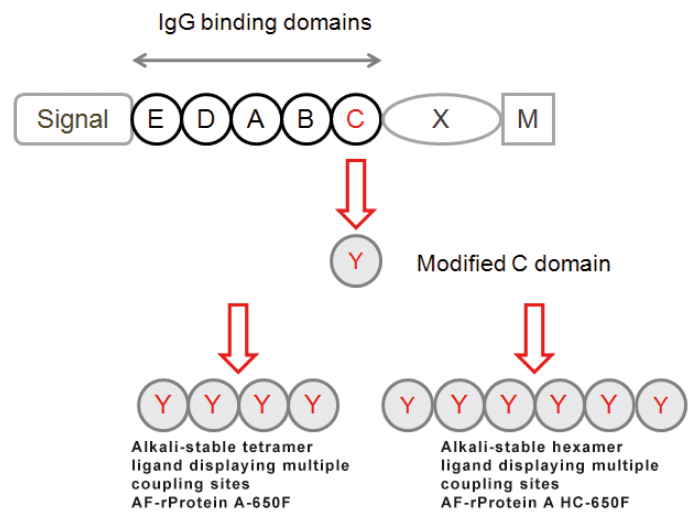 IgG binding domains
Signal E D A B C X M
Y
Modified C domain
Y Y Y Y
Y Y Y Y Y Y
Alkali-stable tetramer
ligand displaying multiple
coupling sites
AF-rProtein A-650F
Alkali-stable hexamer
ligand displaying multiple
coupling sites
AF-rProtein A HC-650F